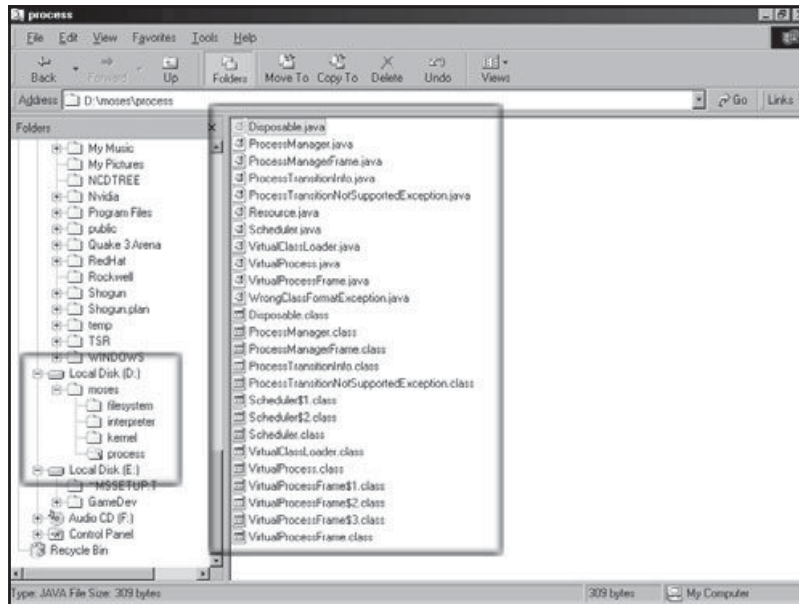 process
File Edit View Favorites Tools Help
Back Forward Up Folders Move To Copy To Delete Undo Views
Address D:\moses\process Go Links
Folders
My Music
My Pictures
NCDTREE
Nvidia
Program Files
public
Quake 3 Arena
RedHat
Rockwell
Shogun
Shogun.plan
temp
TSR
WINDOWS
Local Disk (D:)
moses
filesystem
interpreter
kernel
process
Local Disk (E:)
~MSSETUP.T
GameDev
Audio CD (F:)
Control Panel
Recycle Bin
Disposable.java
ProcessManager.java
ProcessManagerFrame.java
ProcessTransitionInfo.java
ProcessTransitionNotSupportedException.java
Resource.java
Scheduler.java
VirtualClassLoader.java
VirtualProcess.java
VirtualProcessFrame.java
WrongClassFormatException.java
Disposable.class
ProcessManager.class
ProcessManagerFrame.class
ProcessTransitionInfo.class
ProcessTransitionNotSupportedException.class
Scheduler$1.class
Scheduler$2.class
Scheduler.class
VirtualClassLoader.class
VirtualProcess.class
VirtualProcessFrame$1.class
VirtualProcessFrame$2.class
VirtualProcessFrame$3.class
VirtualProcessFrame.class
Type: JAVA File Size: 309 bytes 309 bytes My Computer